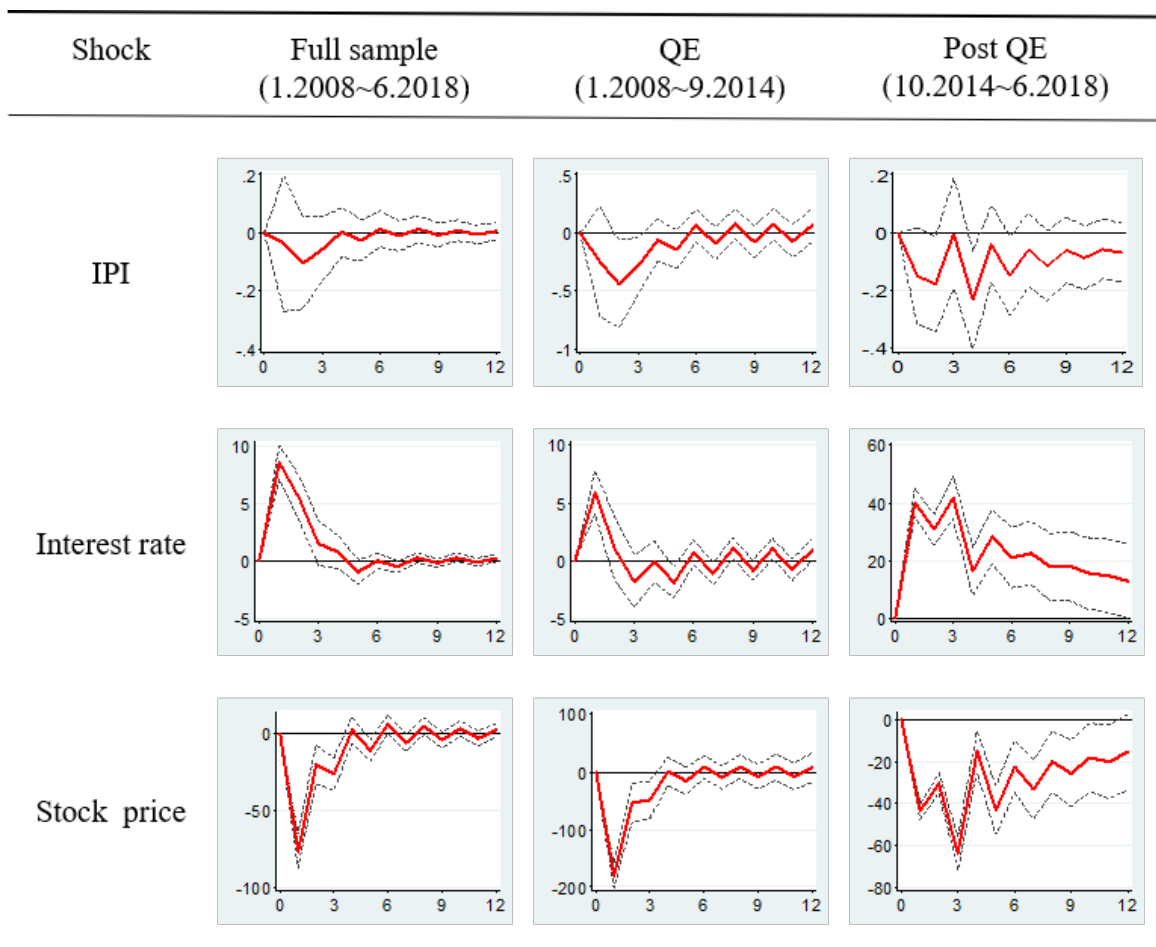 Shock Full sample QE Post QE
(1.2008~6.2018) (1.2008~9.2014) (10.2014~6.2018)
IPI
.2
0
-.2
-.4
0 3 6 9 12
.5
0
-.5
-1
0 3 6 9 12
.2
0
-.2
-.4
0 3 6 9 12
Interest rate
10
5
0
-5
0 3 6 9 12
10
5
0
-5
0 3 6 9 12
60
40
20
0
0 3 6 9 12
Stock price
0
-50
-100
0 3 6 9 12
100
0
-100
-200
0 3 6 9 12
0
-20
-40
-60
-80
0 3 6 9 12